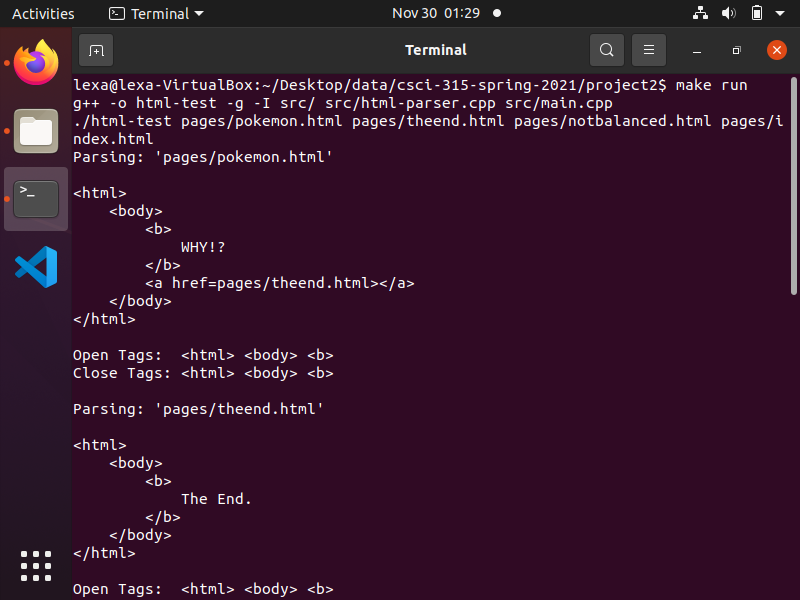 Activities
Terminal
Nov 30 01:29
Terminal
lexa@lexa-VirtualBox:~/Desktop/data/csci-315-spring-2021/project2$ make run
g++ -o html-test -g -I src/ src/html-parser.cpp src/main.cpp
./html-test pages/pokemon.html pages/theend.html pages/notbalanced.html pages/i
ndex.html
Parsing: 'pages/pokemon.html'
<html>
    <body>
        <b>
            WHY!?
        </b>
        <a href=pages/theend.html></a>
    </body>
</html>
Open Tags:  <html> <body> <b>
Close Tags: <html> <body> <b>
Parsing: 'pages/theend.html'
<html>
    <body>
        <b>
            The End.
        </b>
    </body>
</html>
Open Tags:  <html> <body> <b>